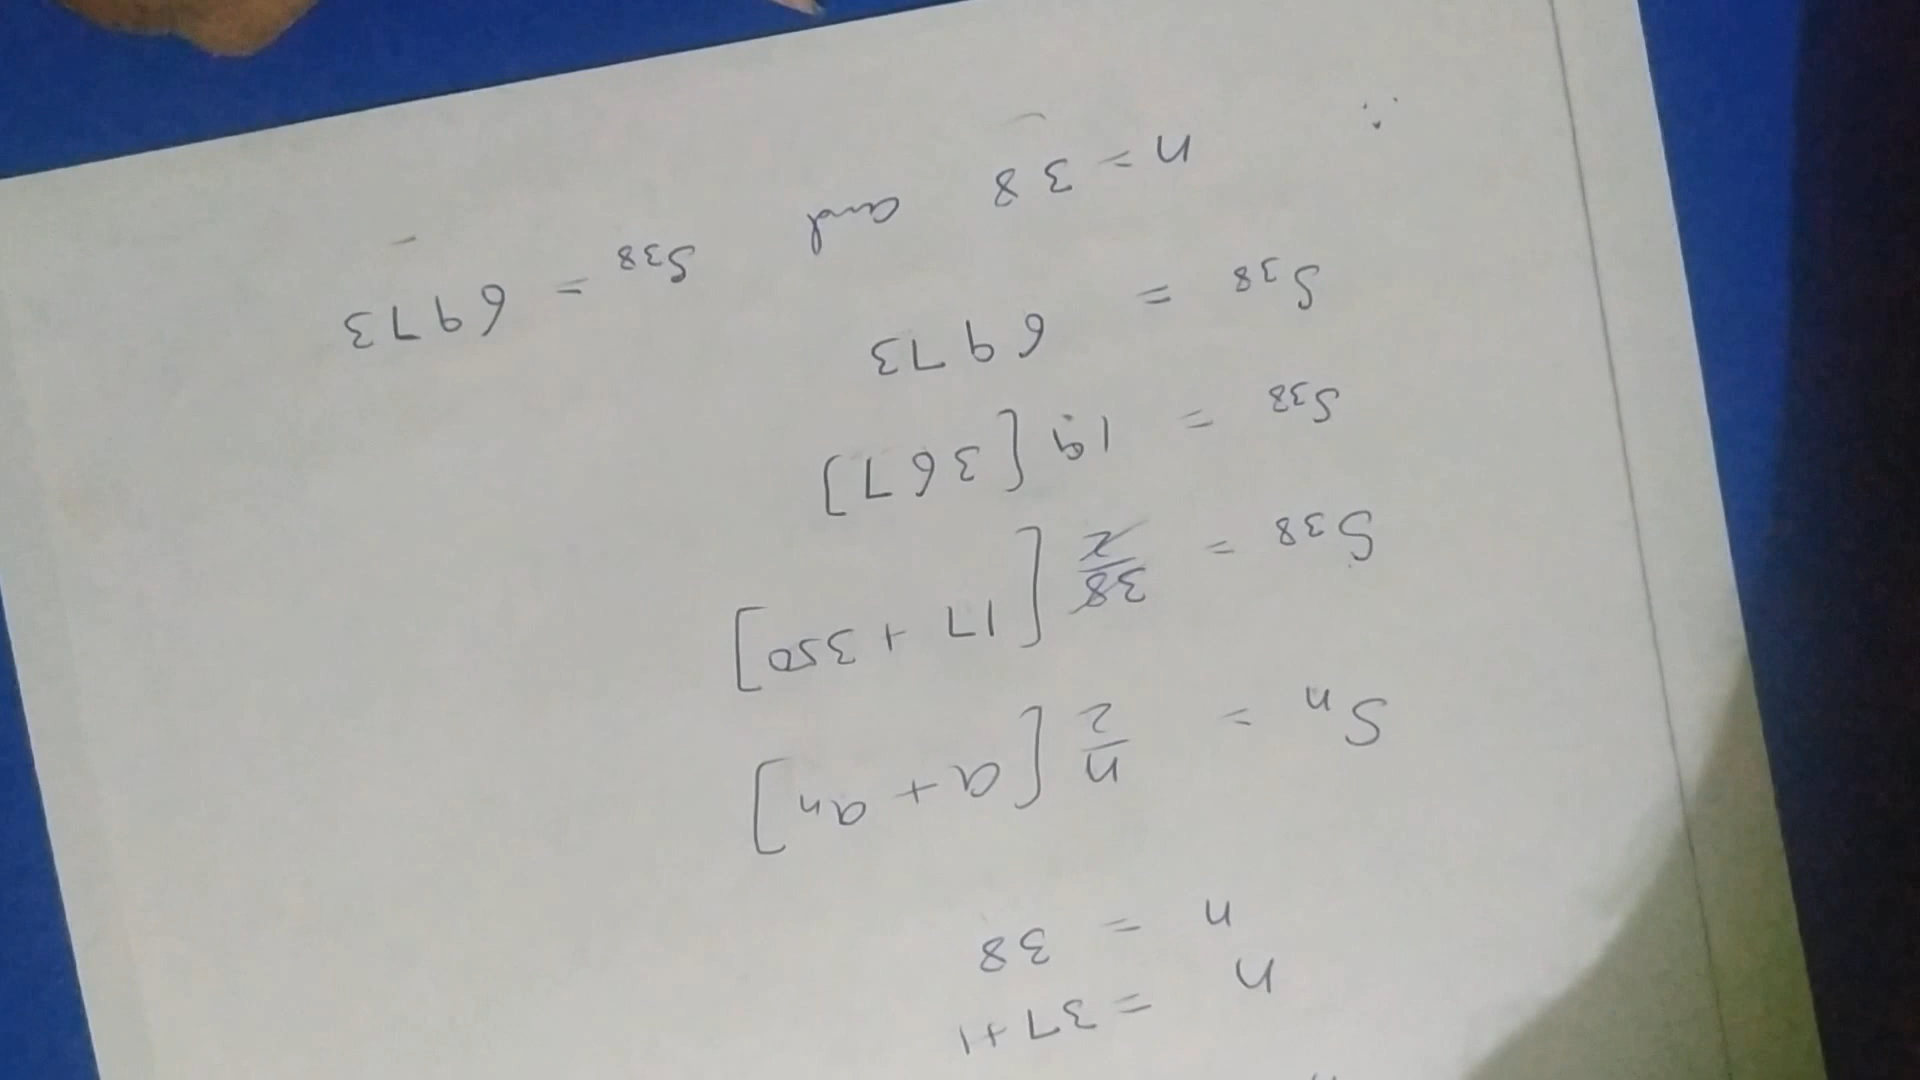 n = 37 + 1
n = 38
Sn = n/2 [a + an]
S38 = 38/2 [17 + 350]
S38 = 19 [367]
S38 = 6973
∴ n = 38 and S38 = 6973